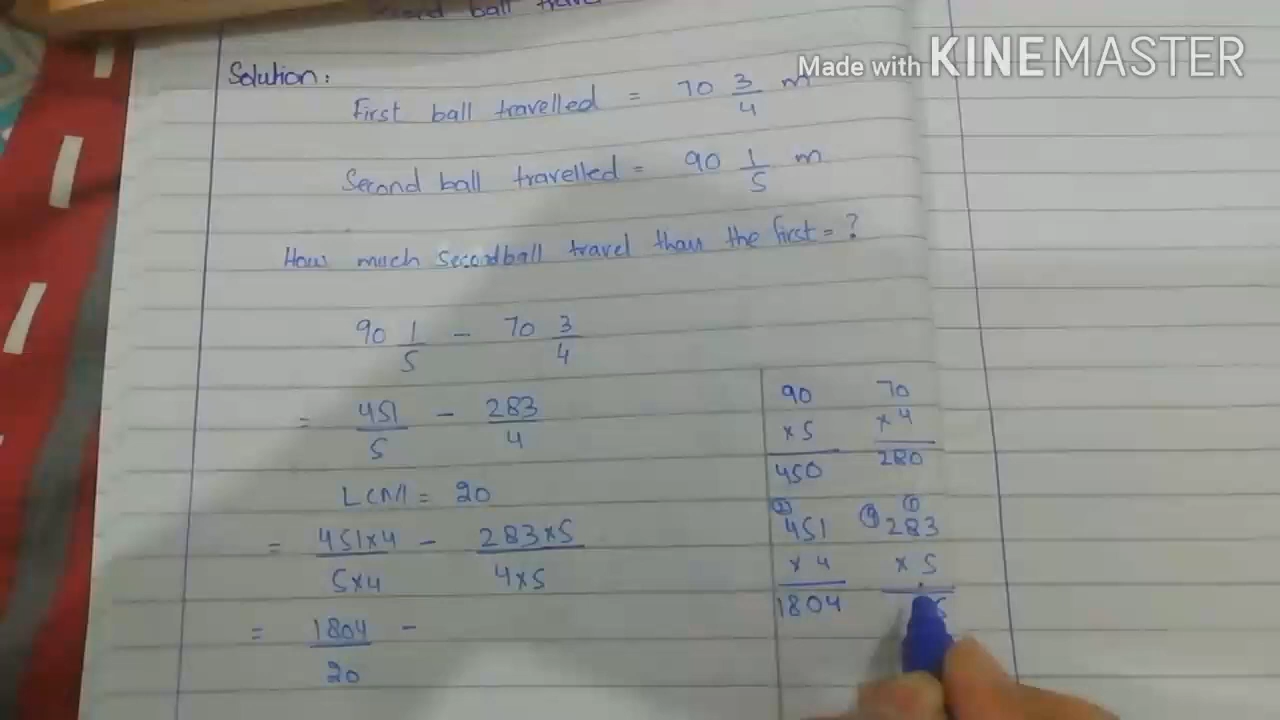 Second ball
Made with KINEMASTER
Solution:
First ball travelled = 70 3/4 m
Second ball travelled = 90 1/5 m
How much second ball travel than the first = ?
90 1/5 - 70 3/4
= 451/5 - 283/4
LCM = 20
= 451×4/5×4 - 283×5/4×5
= 1804/20 -
90 70
×5 ×4
450 280
451 283
×4 ×5
1804